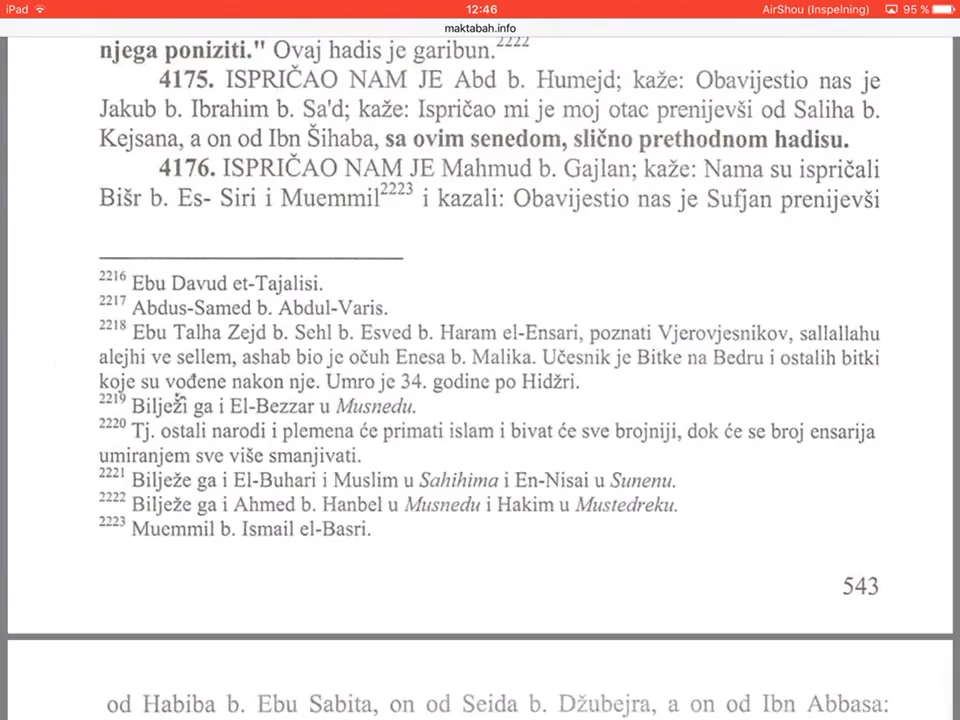 iPad
12:46
AirShou (Inspelning)
95 %
maktabah.info
njega poniziti." Ovaj hadis je garibun.2222
4175. ISPRIČAO NAM JE Abd b. Humejd; kaže: Obavijestio nas je
Jakub b. Ibrahim b. Sa'd; kaže: Ispričao mi je moj otac prenijevši od Saliha b.
Kejsana, a on od Ibn Šihaba, sa ovim senedom, slično prethodnom hadisu.
4176. ISPRIČAO NAM JE Mahmud b. Gajlan; kaže: Nama su ispričali
Bišr b. Es- Siri i Muemmil2223 i kazali: Obavijestio nas je Sufjan prenijevši
2216 Ebu Davud et-Tajalisi.
2217 Abdus-Samed b. Abdul-Varis.
2218 Ebu Talha Zejd b. Sehl b. Esved b. Haram el-Ensari, poznati Vjerovjesnikov, sallallahu
alejhi ve sellem, ashab bio je očuh Enesa b. Malika. Učesnik je Bitke na Bedru i ostalih bitki
koje su vođene nakon nje. Umro je 34. godine po Hidžri.
2219 Bilježi ga i El-Bezzar u Musnedu.
2220 Tj. ostali narodi i plemena će primati islam i bivat će sve brojniji, dok će se broj ensarija
umiranjem sve više smanjivati.
2221 Bilježe ga i El-Buhari i Muslim u Sahihima i En-Nisai u Sunenu.
2222 Bilježe ga i Ahmed b. Hanbel u Musnedu i Hakim u Mustedreku.
2223 Muemmil b. Ismail el-Basri.
543
od Habiba b. Ebu Sabita, on od Seida b. Džubejra, a on od Ibn Abbasa: